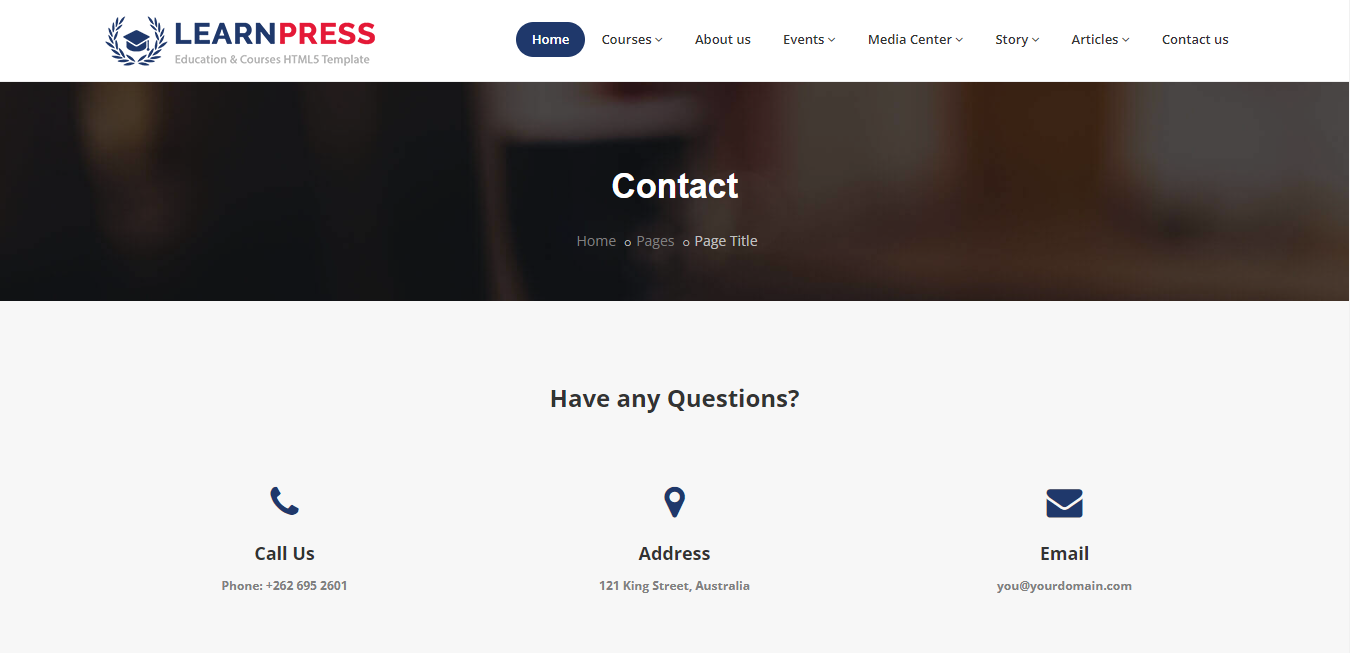 LEARNPRESS
Education & Courses HTML5 Template
Home Courses About us Events Media Center Story Articles Contact us
Contact
Home Pages Page Title
Have any Questions?
Call Us
Phone: +262 695 2601
Address
121 King Street, Australia
Email
you@yourdomain.com